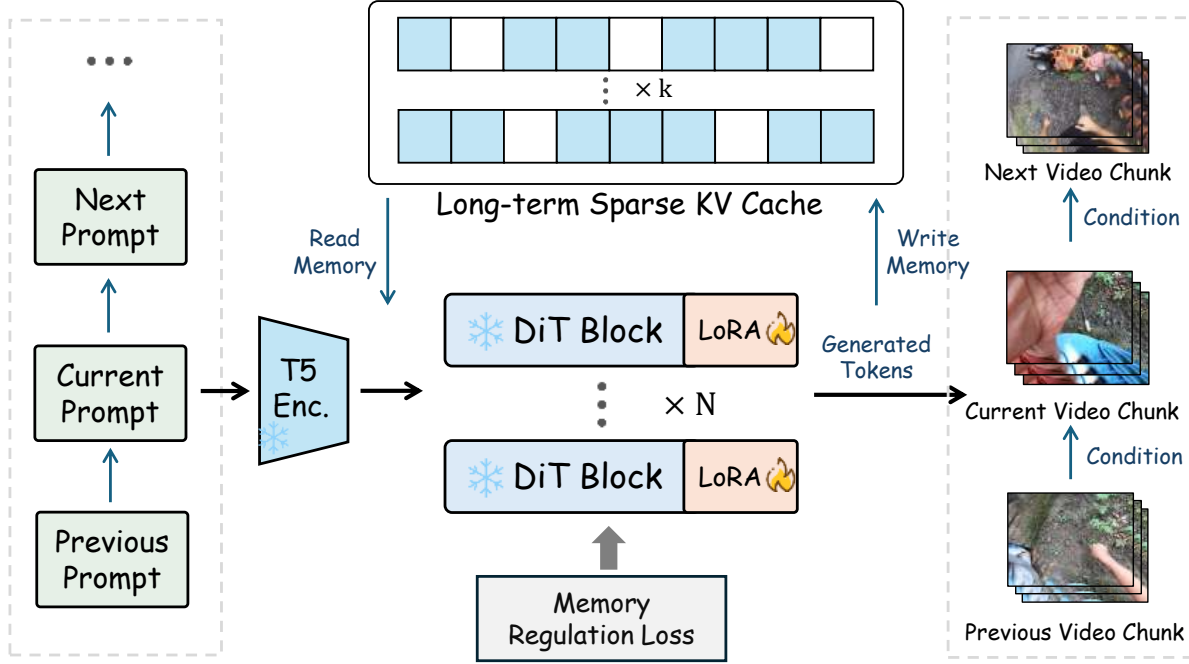 Next
Prompt
Current
Prompt
Previous
Prompt
T5
Enc.
× k
Long-term Sparse KV Cache
Read
Memory
Write
Memory
DiT Block
LoRA
× N
DiT Block
LoRA
Memory
Regulation Loss
Generated
Tokens
Next Video Chunk
Condition
Current Video Chunk
Condition
Previous Video Chunk